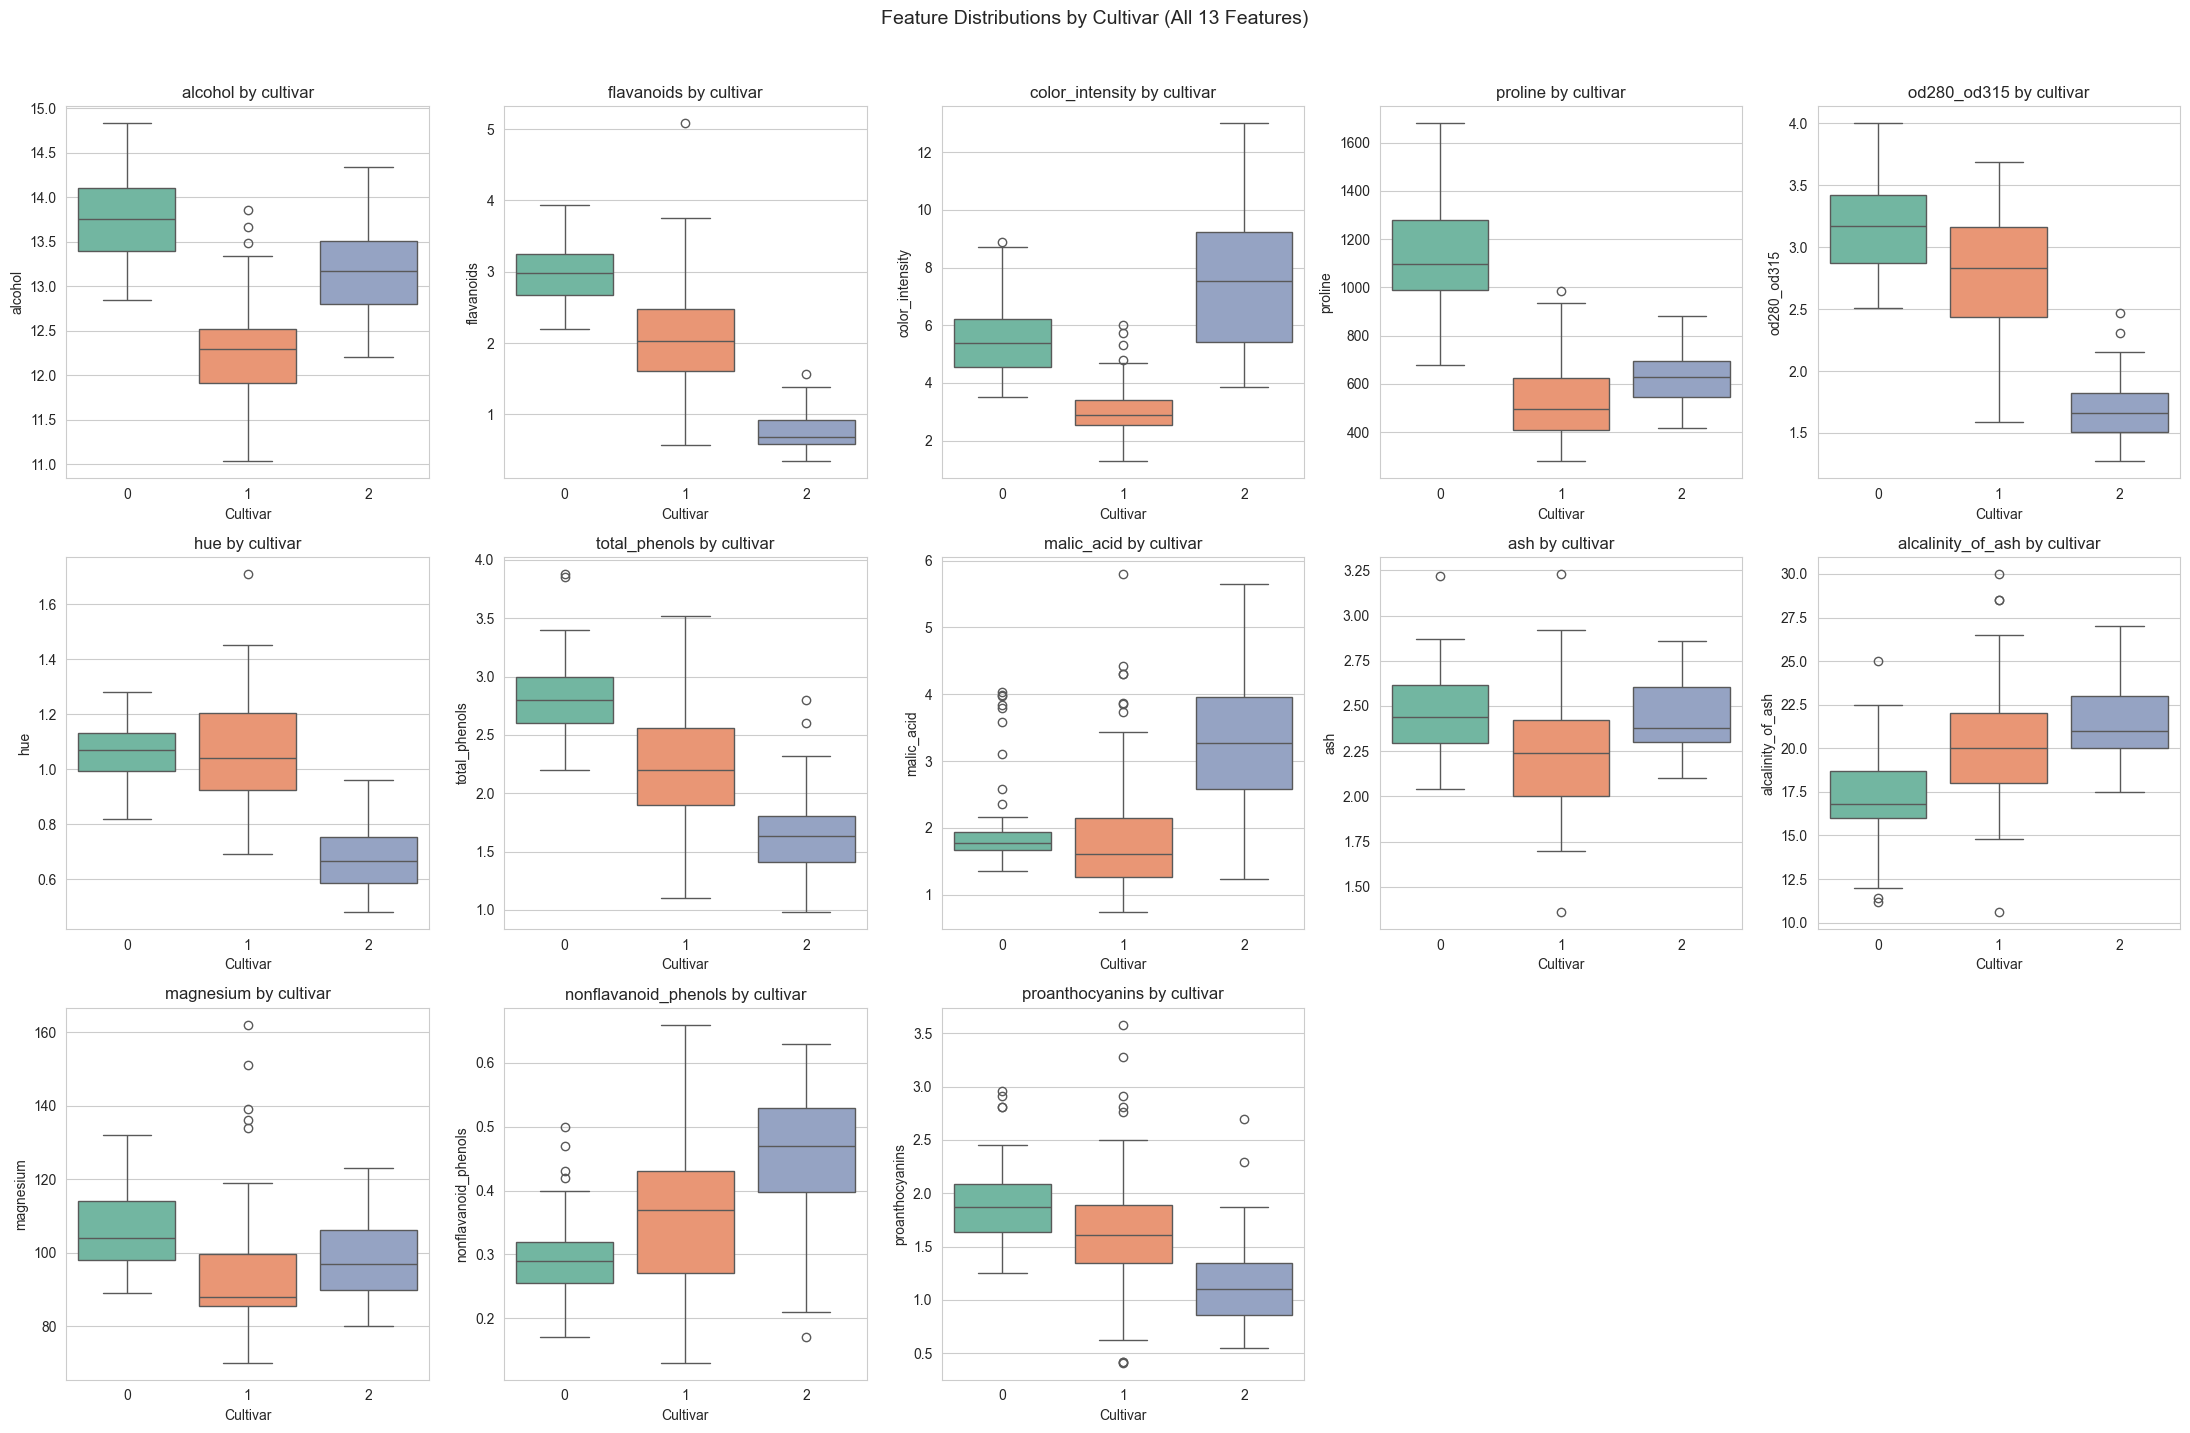 Feature Distributions by Cultivar (All 13 Features)
alcohol by cultivar
15.0
14.5
14.0
13.5
13.0
12.5
12.0
11.5
11.0
alcohol
0 1 2
Cultivar
flavanoids by cultivar
5
4
3
2
1
flavanoids
0 1 2
Cultivar
color_intensity by cultivar
12
10
8
6
4
2
color_intensity
0 1 2
Cultivar
proline by cultivar
1600
1400
1200
1000
800
600
400
proline
0 1 2
Cultivar
od280_od315 by cultivar
4.0
3.5
3.0
2.5
2.0
1.5
od280_od315
0 1 2
Cultivar
hue by cultivar
1.6
1.4
1.2
1.0
0.8
0.6
hue
0 1 2
Cultivar
total_phenols by cultivar
4.0
3.5
3.0
2.5
2.0
1.5
1.0
total_phenols
0 1 2
Cultivar
malic_acid by cultivar
6
5
4
3
2
1
malic_acid
0 1 2
Cultivar
ash by cultivar
3.25
3.00
2.75
2.50
2.25
2.00
1.75
1.50
ash
0 1 2
Cultivar
alcalinity_of_ash by cultivar
30.0
27.5
25.0
22.5
20.0
17.5
15.0
12.5
10.0
alcalinity_of_ash
0 1 2
Cultivar
magnesium by cultivar
160
140
120
100
80
magnesium
0 1 2
Cultivar
nonflavanoid_phenols by cultivar
0.6
0.5
0.4
0.3
0.2
nonflavanoid_phenols
0 1 2
Cultivar
proanthocyanins by cultivar
3.5
3.0
2.5
2.0
1.5
1.0
0.5
proanthocyanins
0 1 2
Cultivar